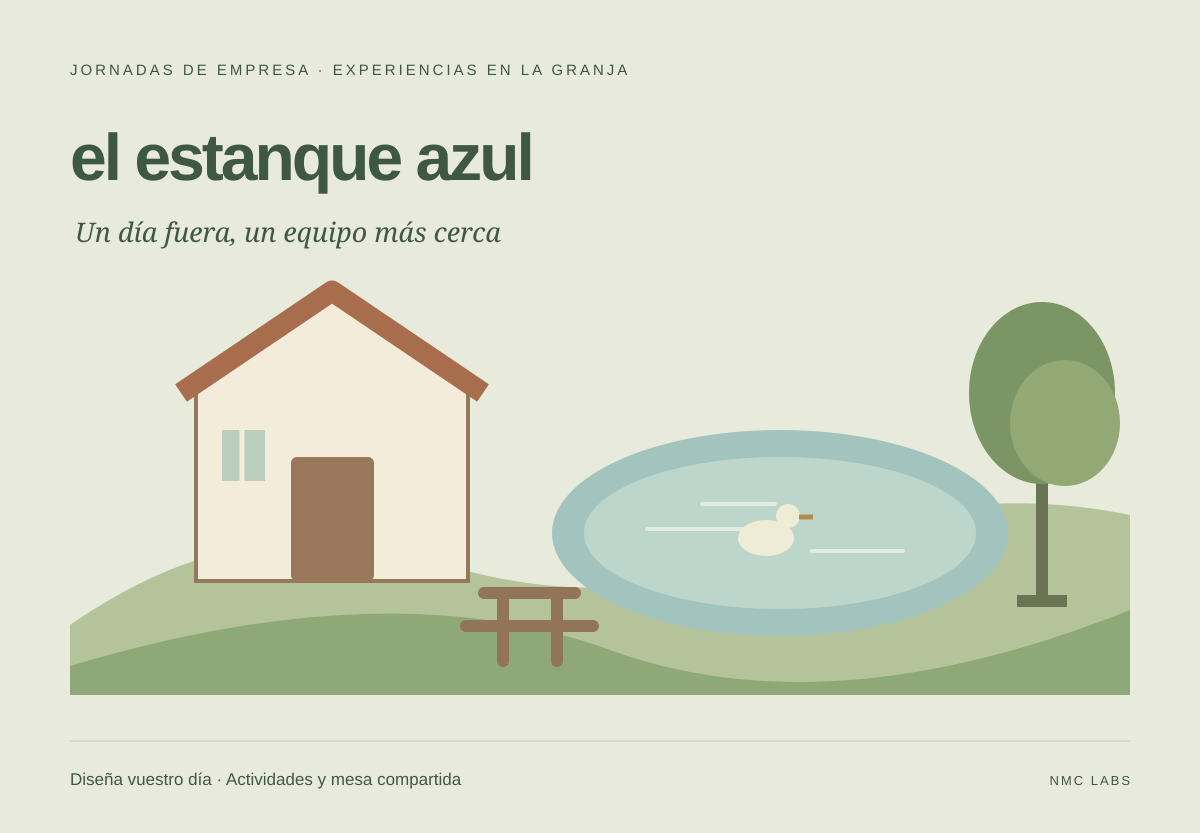 JORNADAS DE EMPRESA · EXPERIENCIAS EN LA GRANJA
el estanque azul
Un día fuera, un equipo más cerca
Diseña vuestro día · Actividades y mesa compartida
NMC LABS